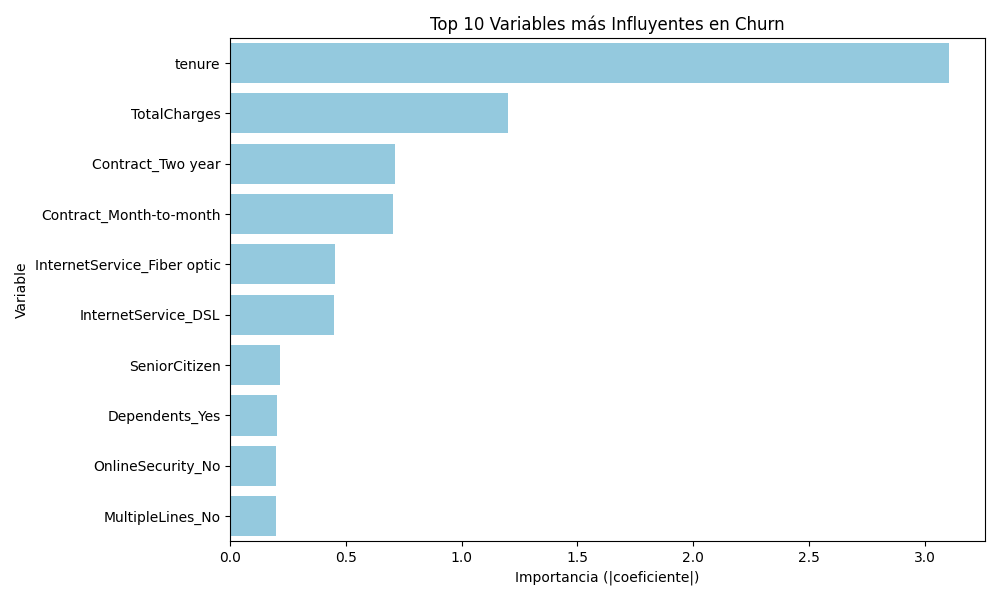 Top 10 Variables más Influyentes en Churn
Variable
tenure
TotalCharges
Contract_Two year
Contract_Month-to-month
InternetService_Fiber optic
InternetService_DSL
SeniorCitizen
Dependents_Yes
OnlineSecurity_No
MultipleLines_No
0.0 0.5 1.0 1.5 2.0 2.5 3.0
Importancia (|coeficiente|)